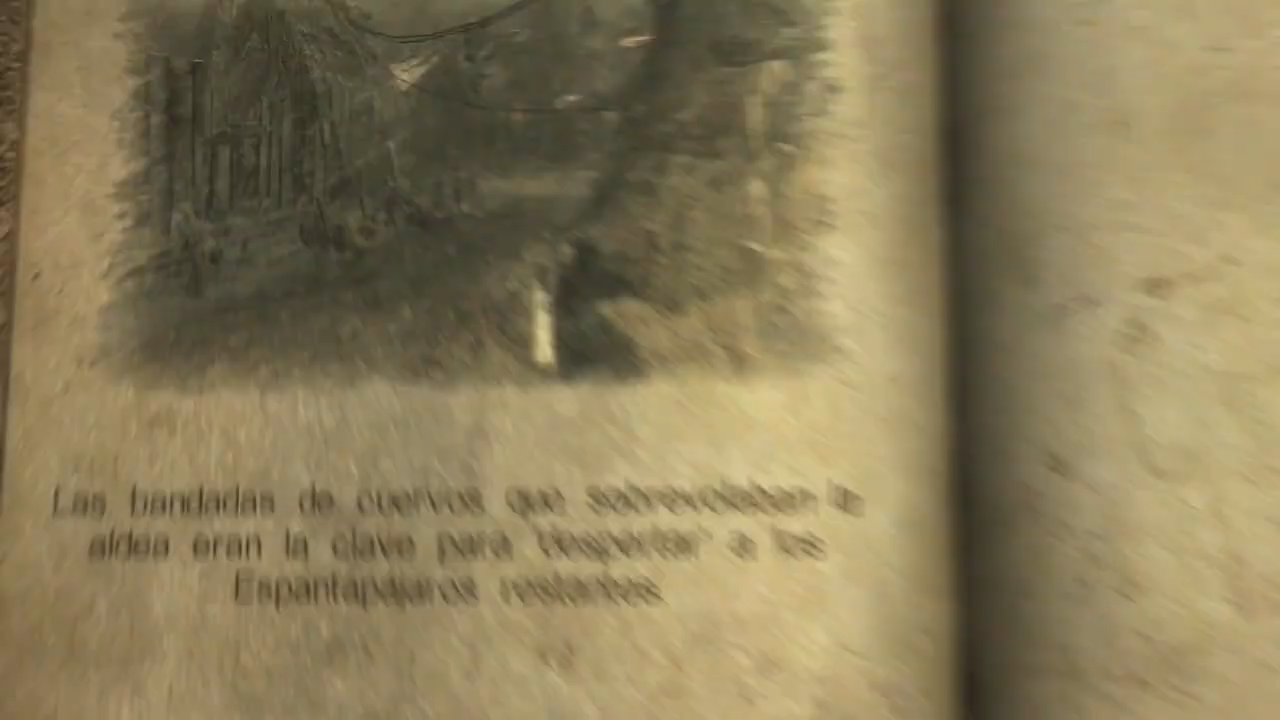 Las bandadas de cuervos que sobrevolaban la
aldea eran la clave para "despertar" a los
Espantapájaros restantes.